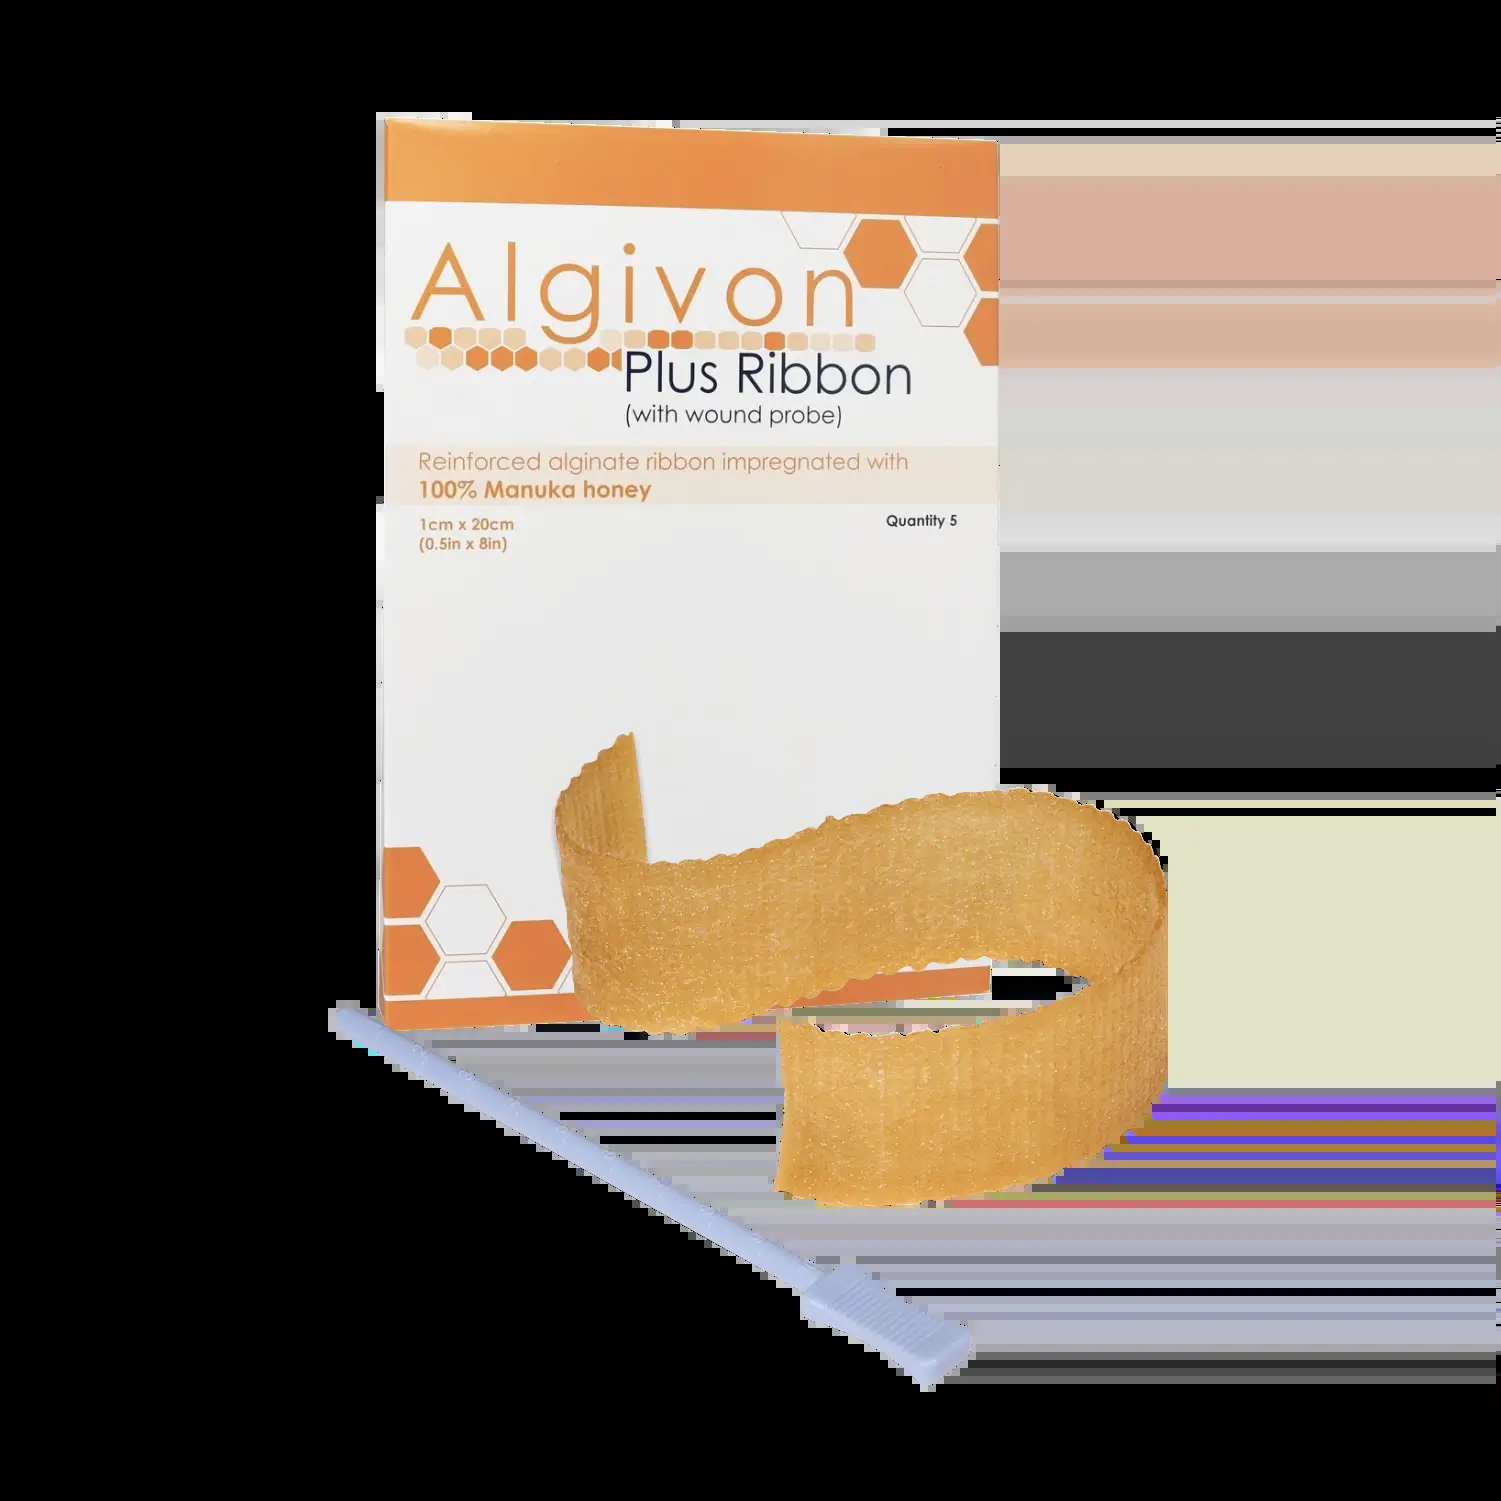 Algivon
Plus Ribbon
(with wound probe)
Reinforced alginate ribbon impregnated with
100% Manuka honey
1cm x 20cm
(0.5in x 8in)
Quantity 5